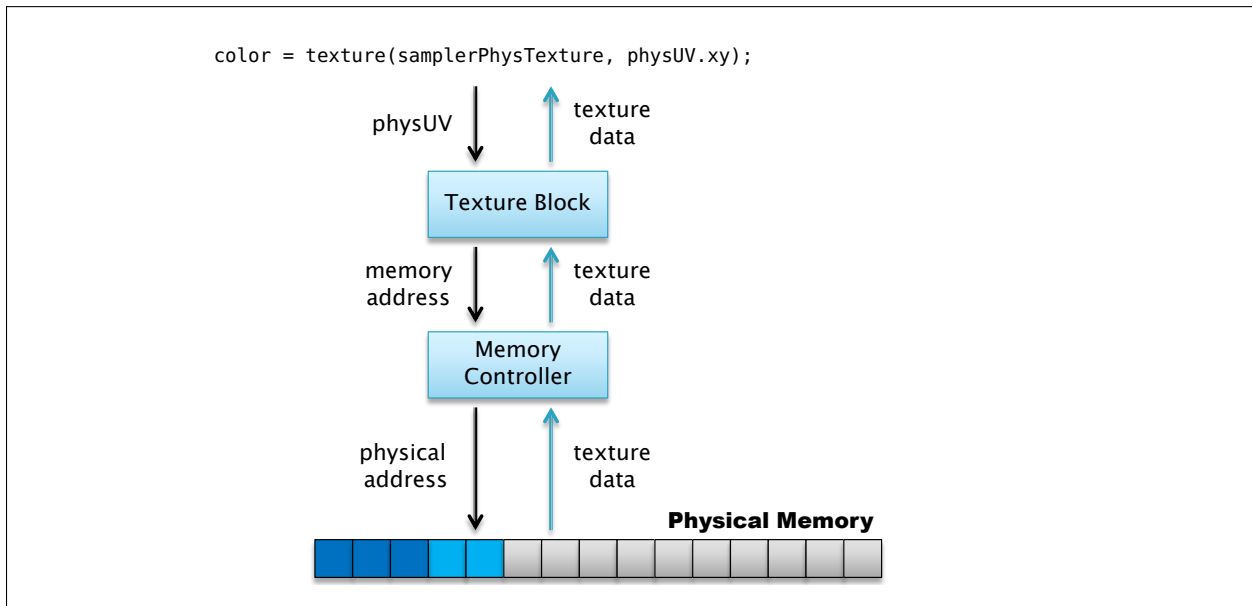 color = texture(samplerPhysTexture, physUV.xy);
physUV
texture
data
Texture Block
memory
address
texture
data
Memory
Controller
physical
address
texture
data
Physical Memory